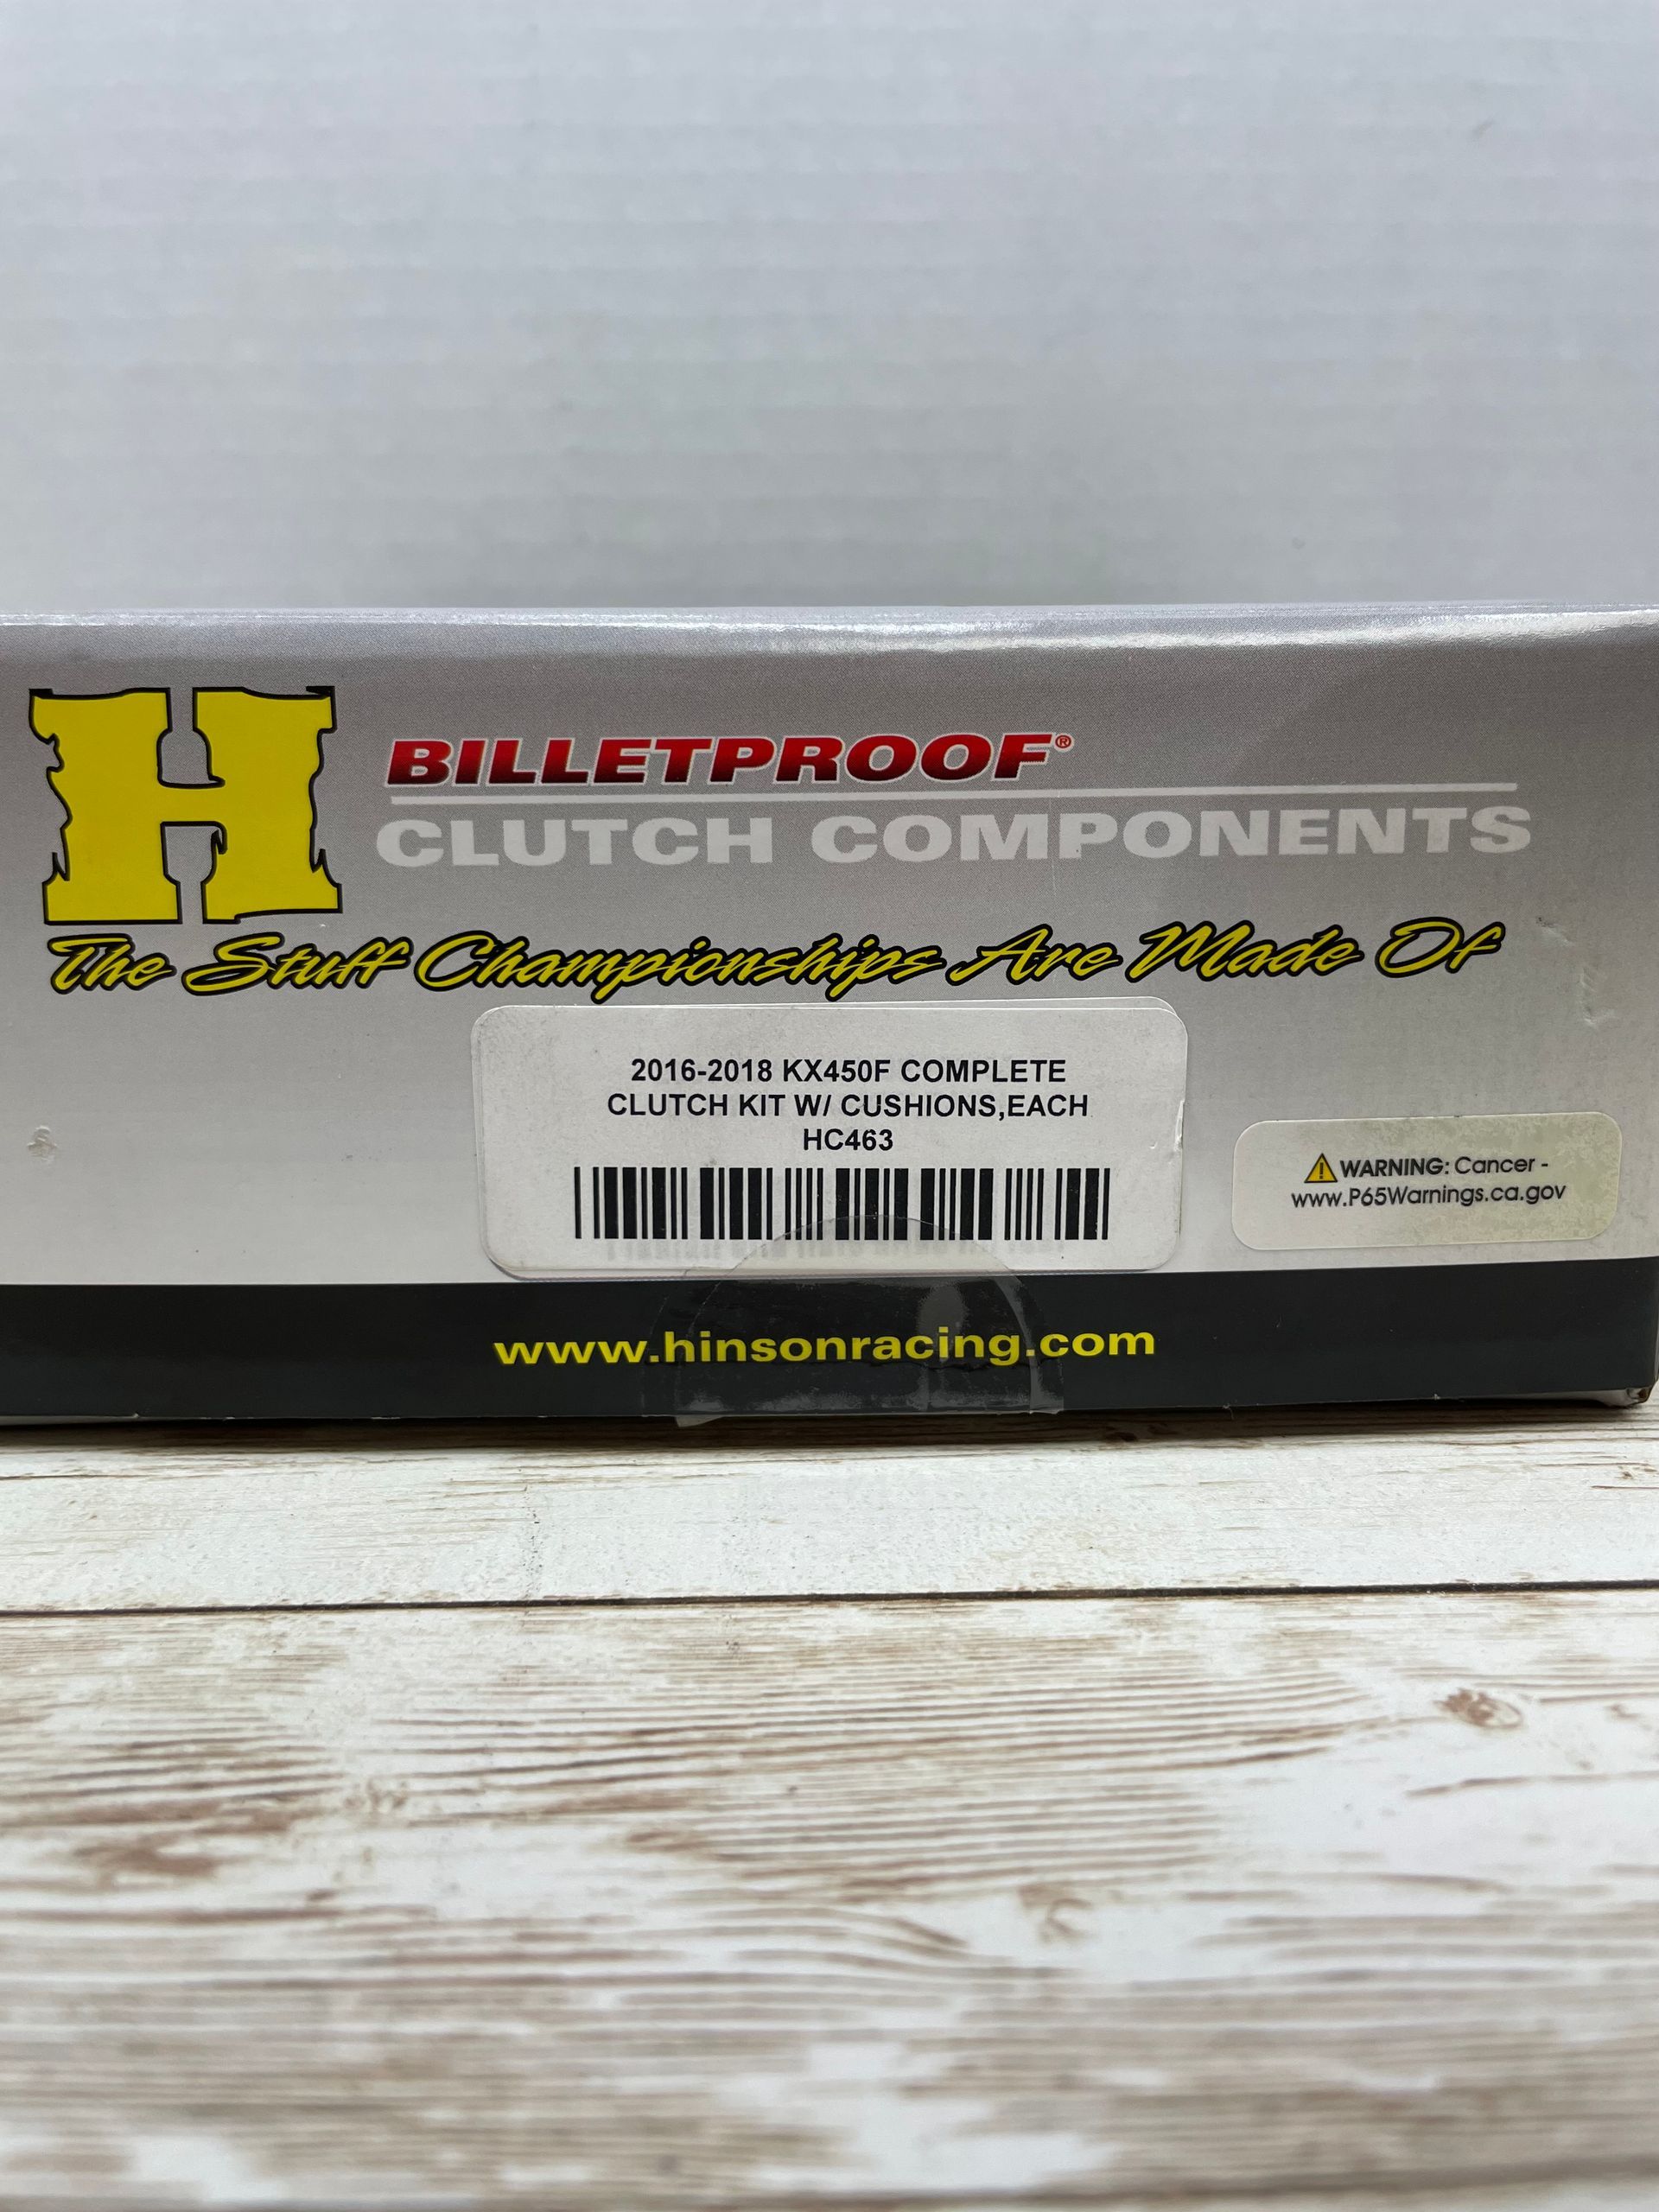 H
BILLETPROOF®
CLUTCH COMPONENTS
The Stuff Championships Are Made Of
2016-2018 KX450F COMPLETE
CLUTCH KIT W/ CUSHIONS,EACH
HC463
WARNING: Cancer -
www.P65Warnings.ca.gov
www.hinsonracing.com